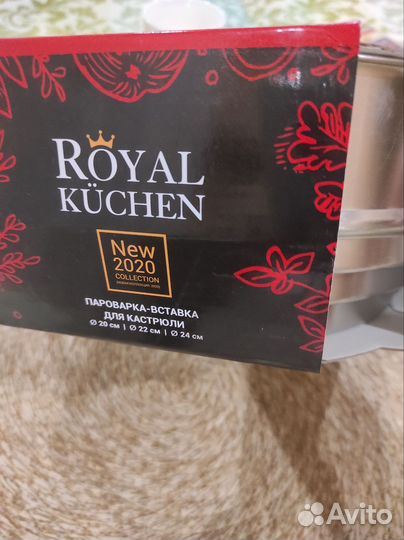 ROYAL
KÜCHEN
New
2020
COLLECTION
ПАРОВАРКА-ВСТАВКА
ДЛЯ КАСТРЮЛИ
Ø 20 см | Ø 22 см | Ø 24 см
Avito